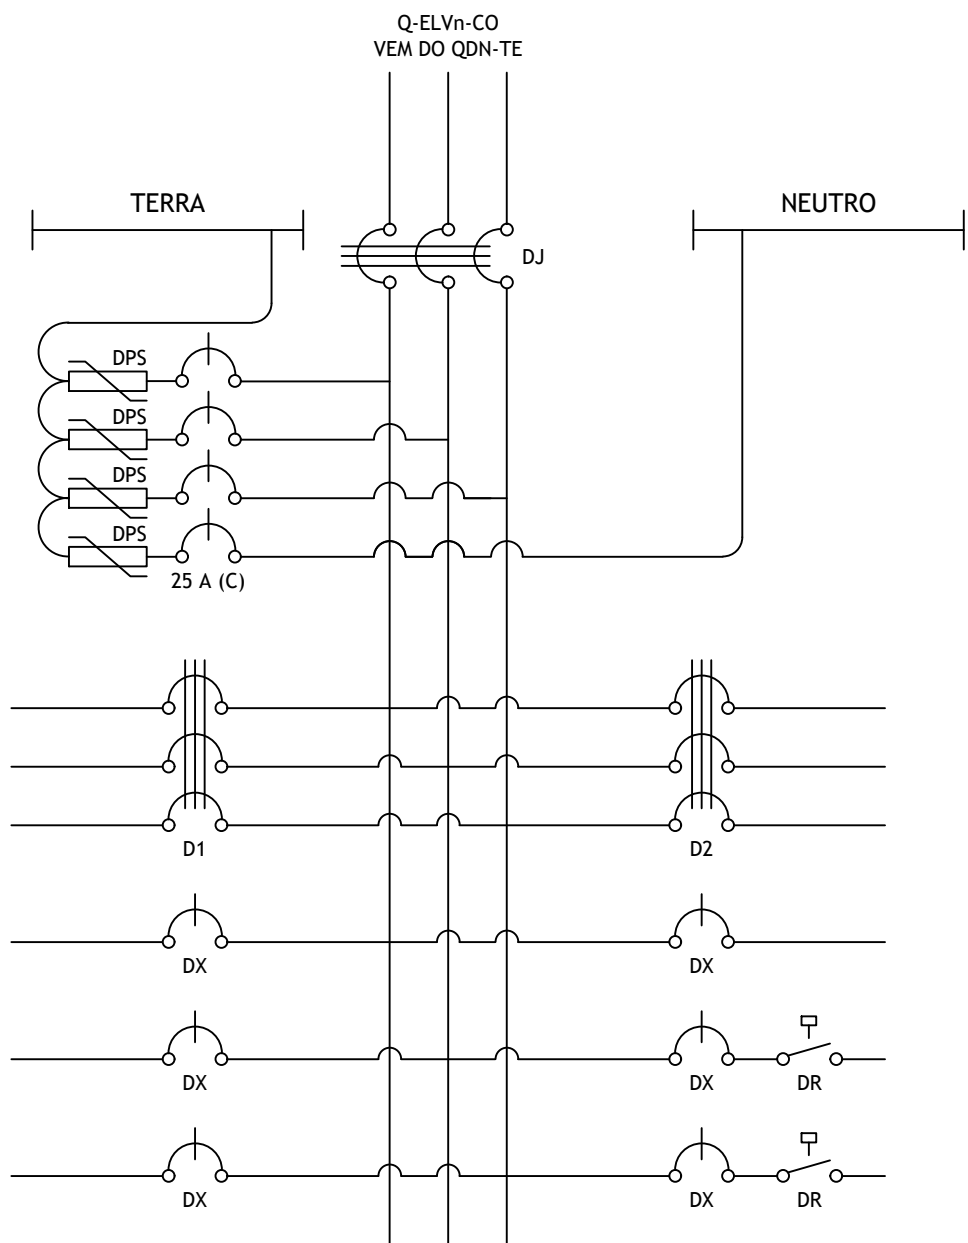 Q-ELVn-CO
VEM DO QDN-TE
TERRA
NEUTRO
DJ
DPS
DPS
DPS
DPS
25 A (C)
D1
D2
DX
DX
DX
DX
DR
DX
DX
DR